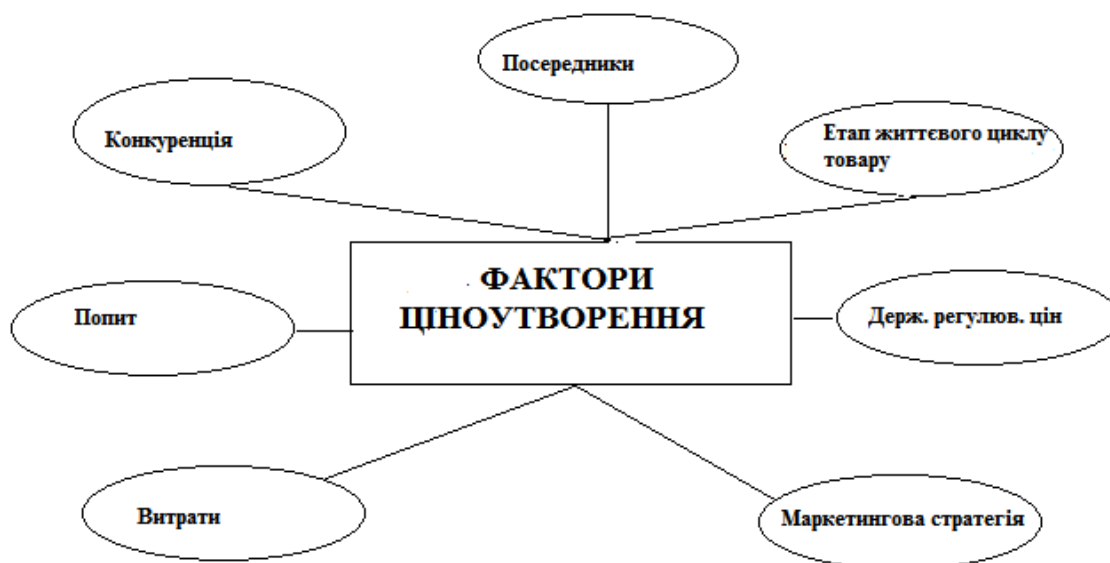 Посередники
Конкуренція
Етап життєвого циклу
товару
ФАКТОРИ
ЦІНОУТВОРЕННЯ
Попит
Держ. регулюв. цін
Витрати
Маркетингова стратегія